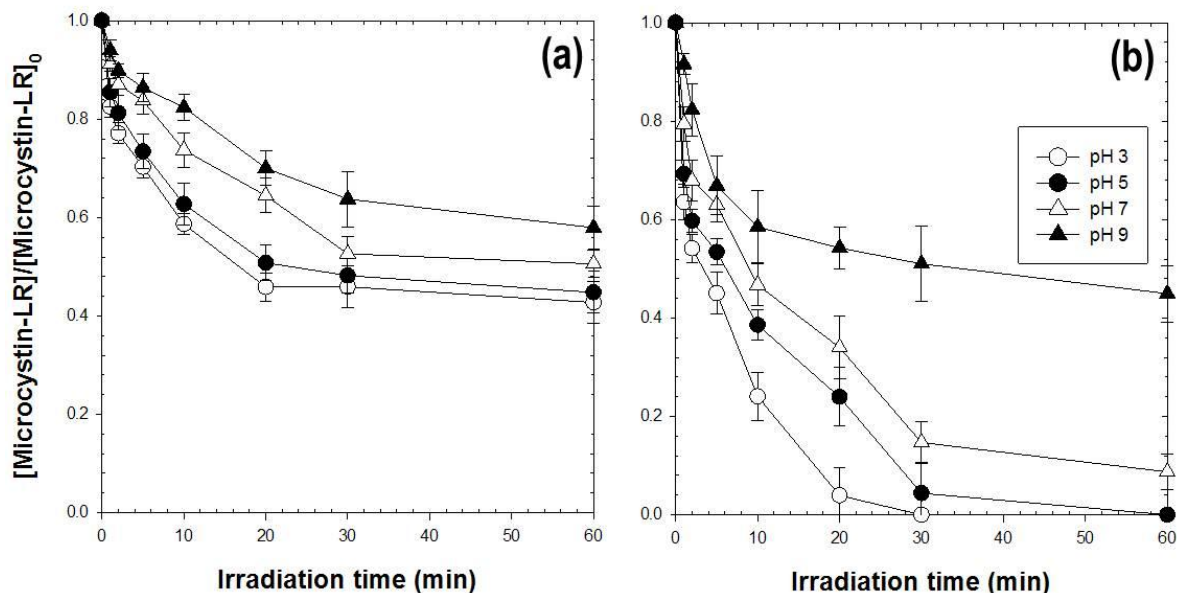 [Microcystin-LR]/[Microcystin-LR]0
(a)
1.0
0.8
0.6
0.4
0.2
0.0
0 10 20 30 40 50 60
Irradiation time (min)
(b)
1.0
0.8
0.6
0.4
0.2
0.0
pH 3
pH 5
pH 7
pH 9
0 10 20 30 40 50 60
Irradiation time (min)